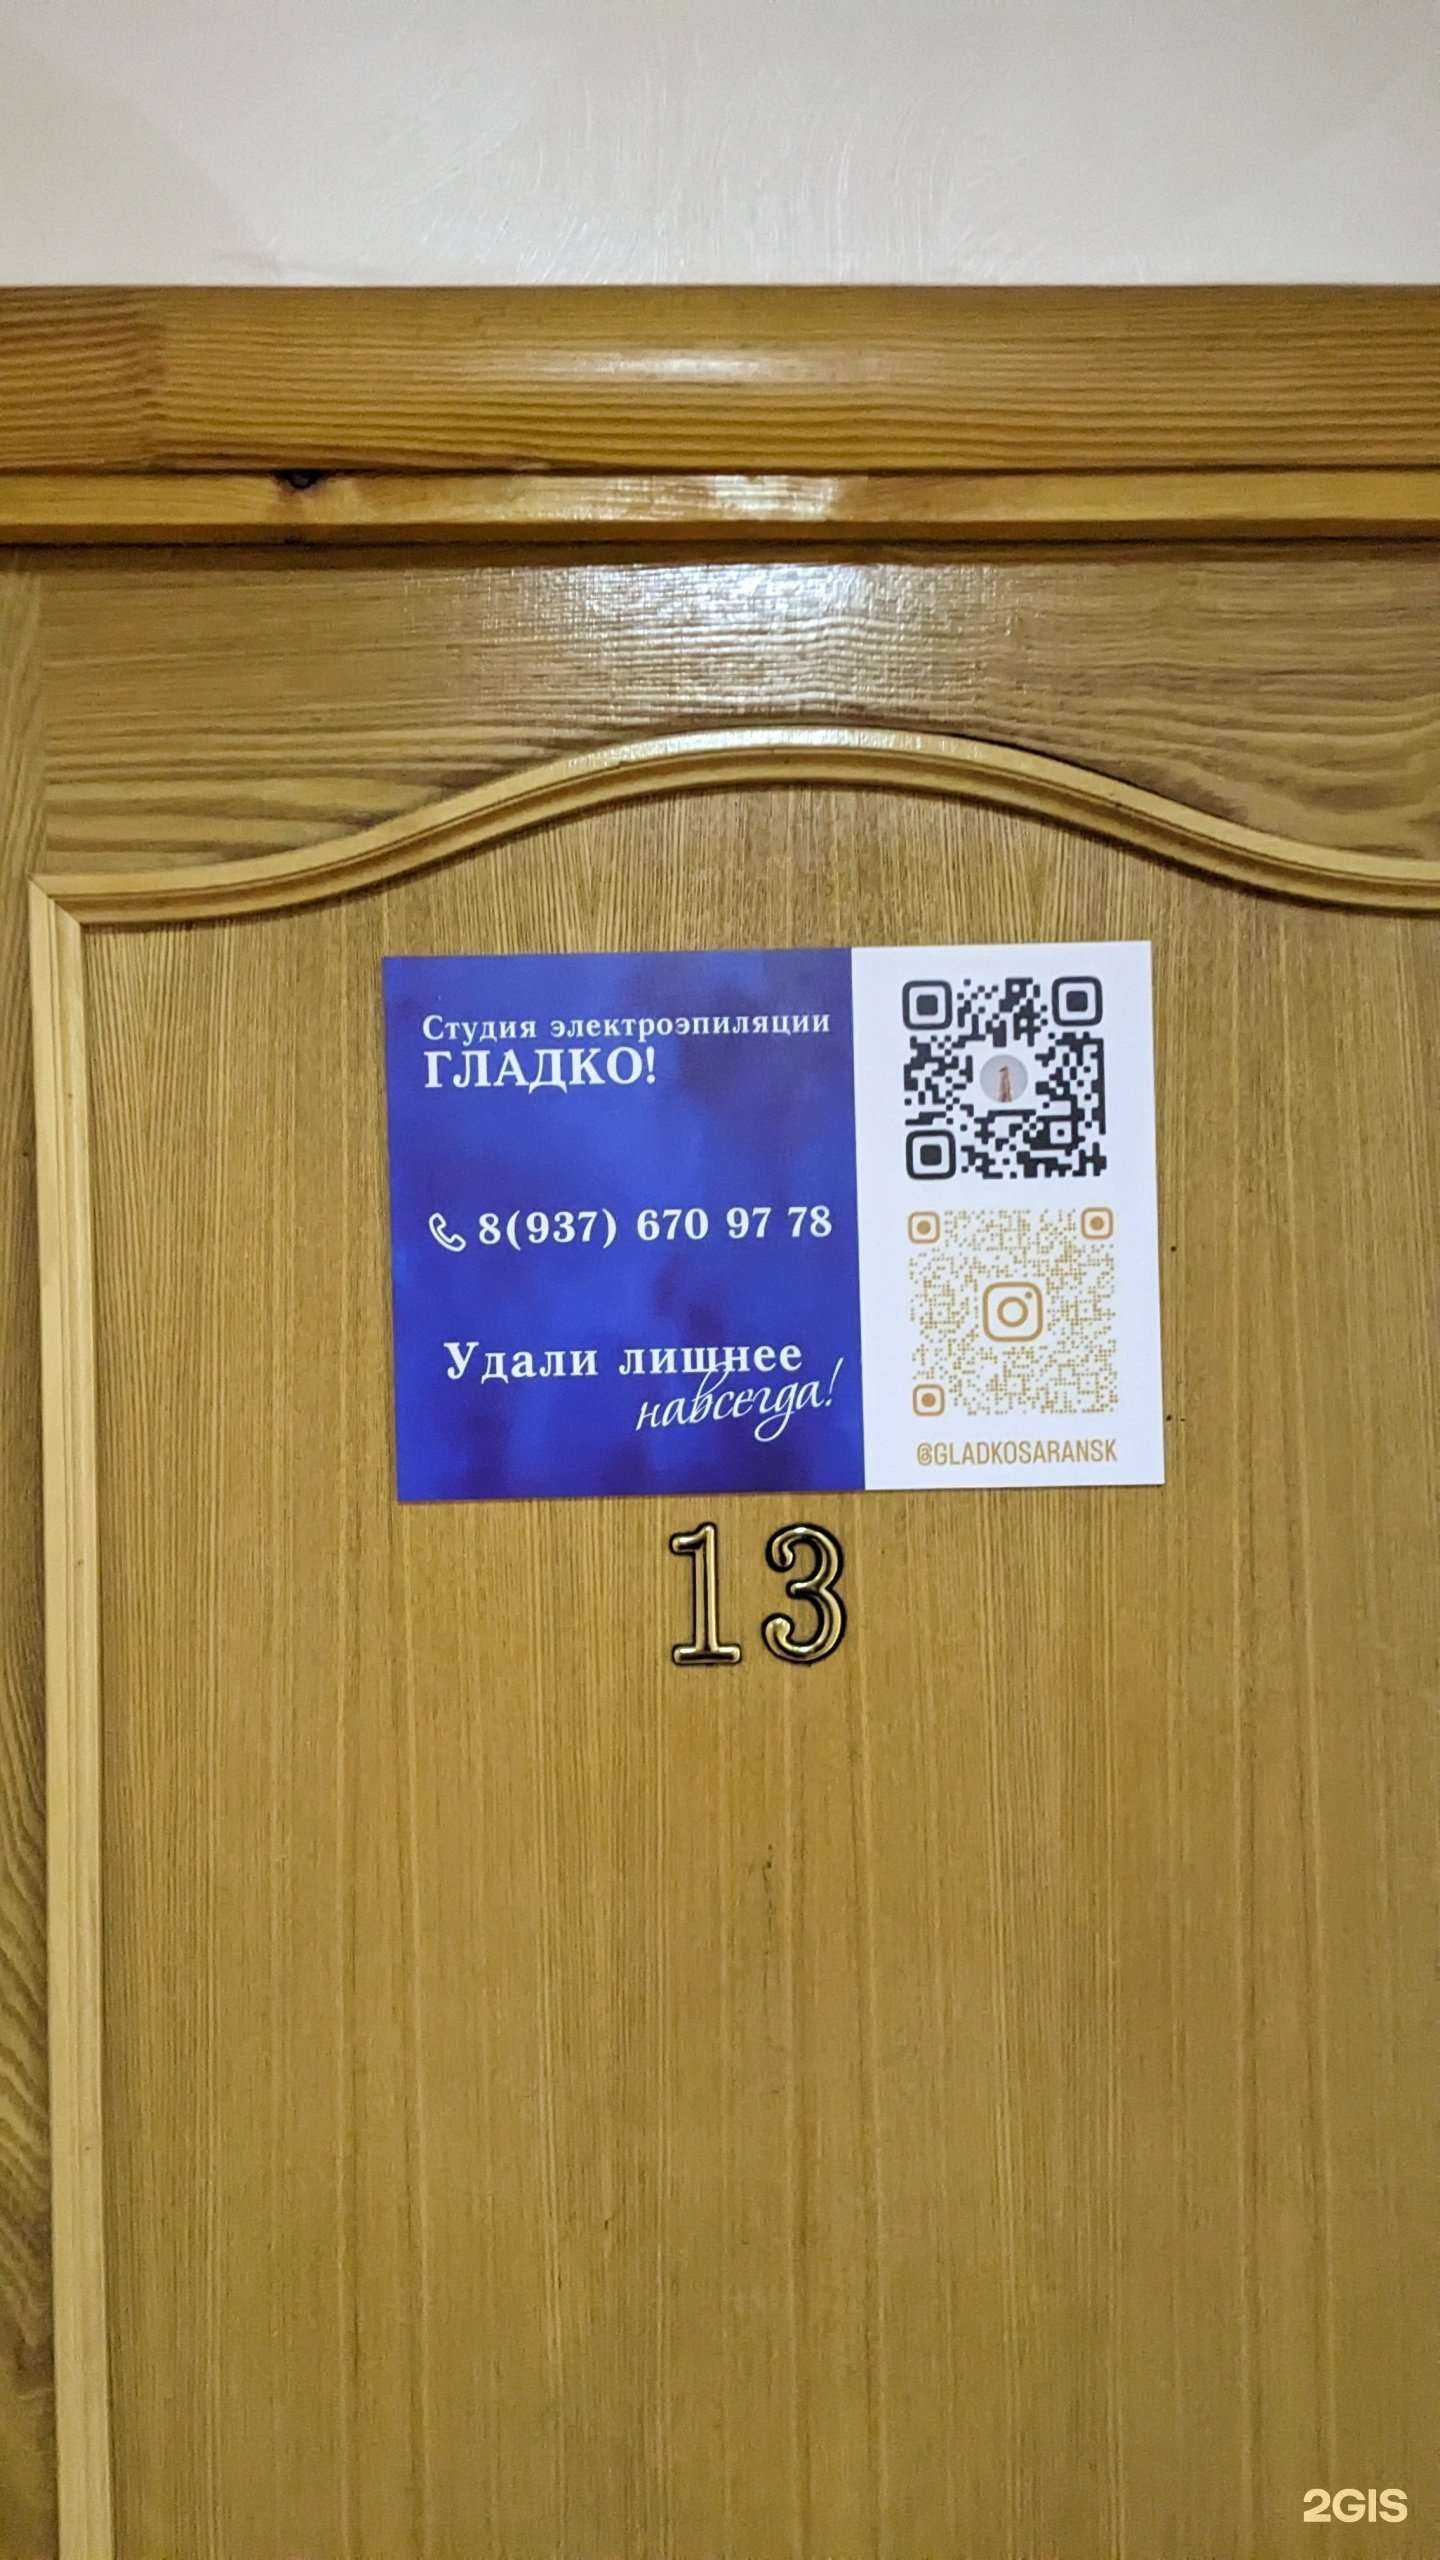 Студия электроэпиляции
ГЛАДКО!
8(937) 670 97 78
Удали лишнее
навсегда!
@GLADKOSARANSK
13
2GIS